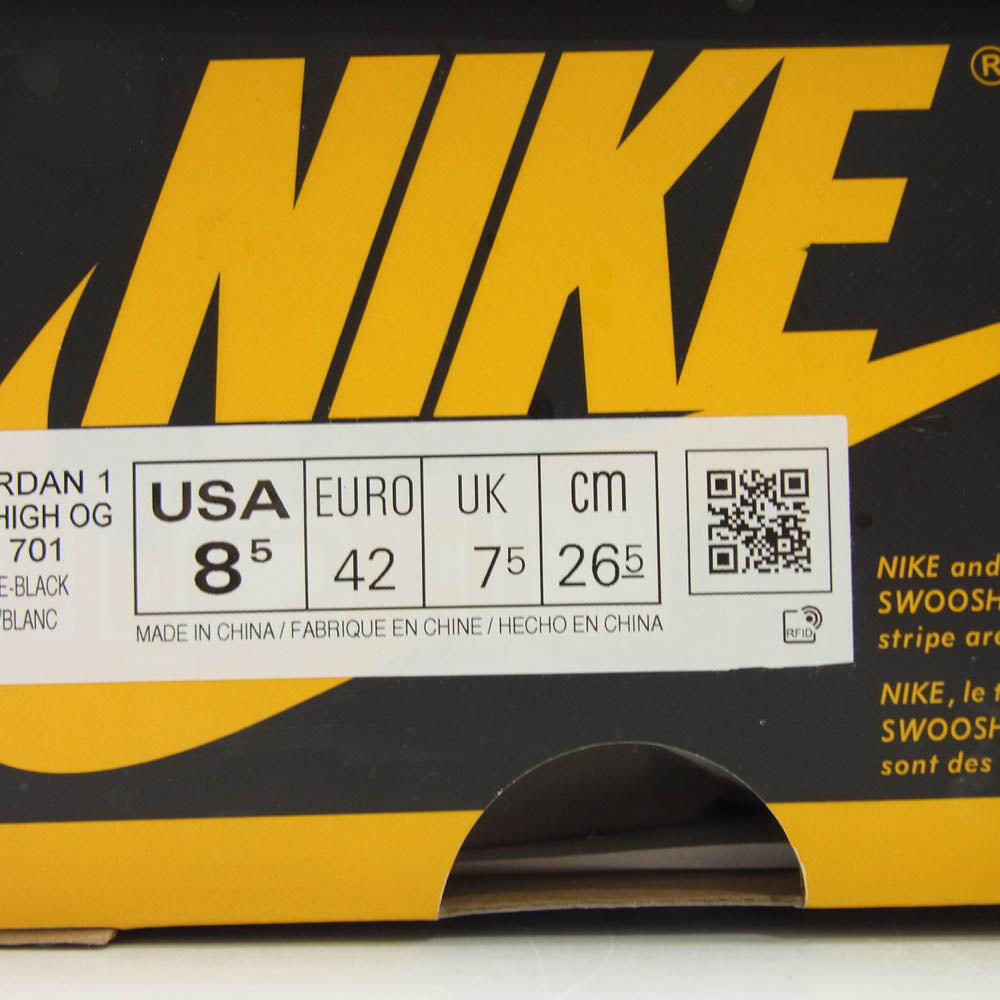 NIKE®
RDAN 1
HIGH OG
701
E-BLACK
/BLANC
USA EURO UK cm
8⁵ 42 7⁵ 26⁵
MADE IN CHINA / FABRIQUE EN CHINE / HECHO EN CHINA
RFID
NIKE and
SWOOSH
stripe are
NIKE, le f
SWOOSH
sont des